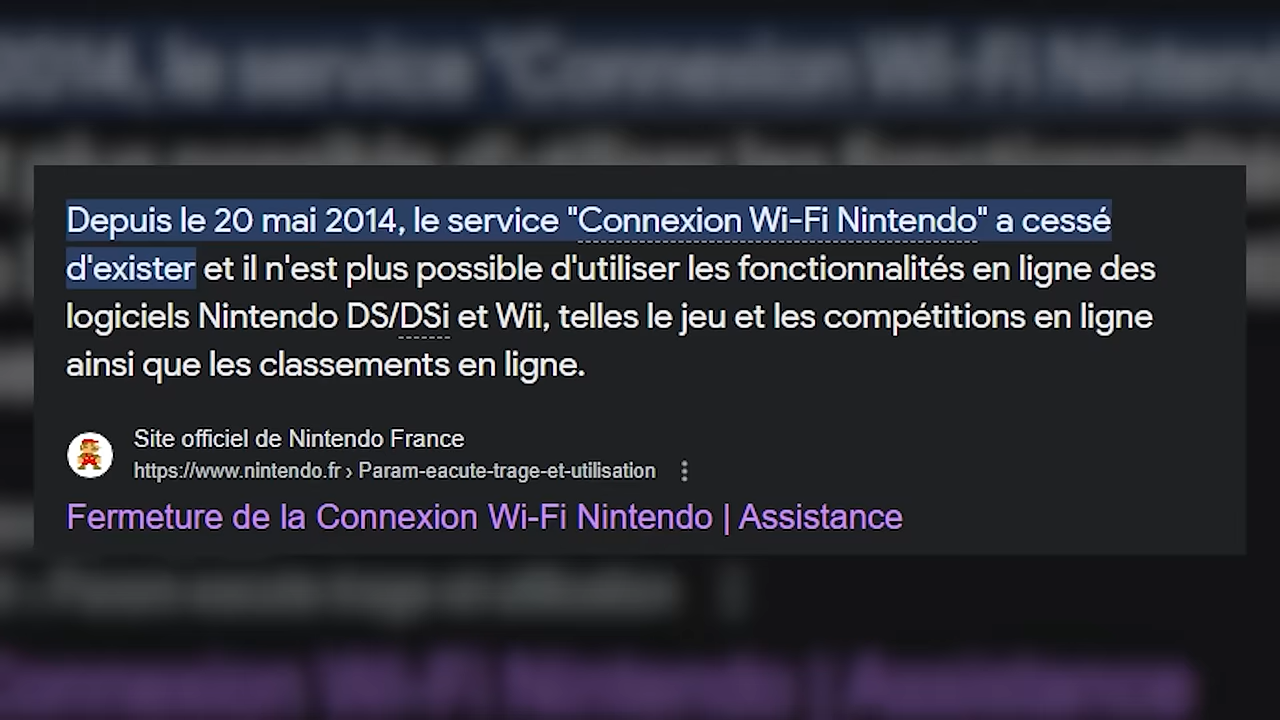 Depuis le 20 mai 2014, le service "Connexion Wi-Fi Nintendo" a cessé
d'exister et il n'est plus possible d'utiliser les fonctionnalités en ligne des
logiciels Nintendo DS/DSi et Wii, telles le jeu et les compétitions en ligne
ainsi que les classements en ligne.
Site officiel de Nintendo France
https://www.nintendo.fr › Param-eacute-trage-et-utilisation
Fermeture de la Connexion Wi-Fi Nintendo | Assistance